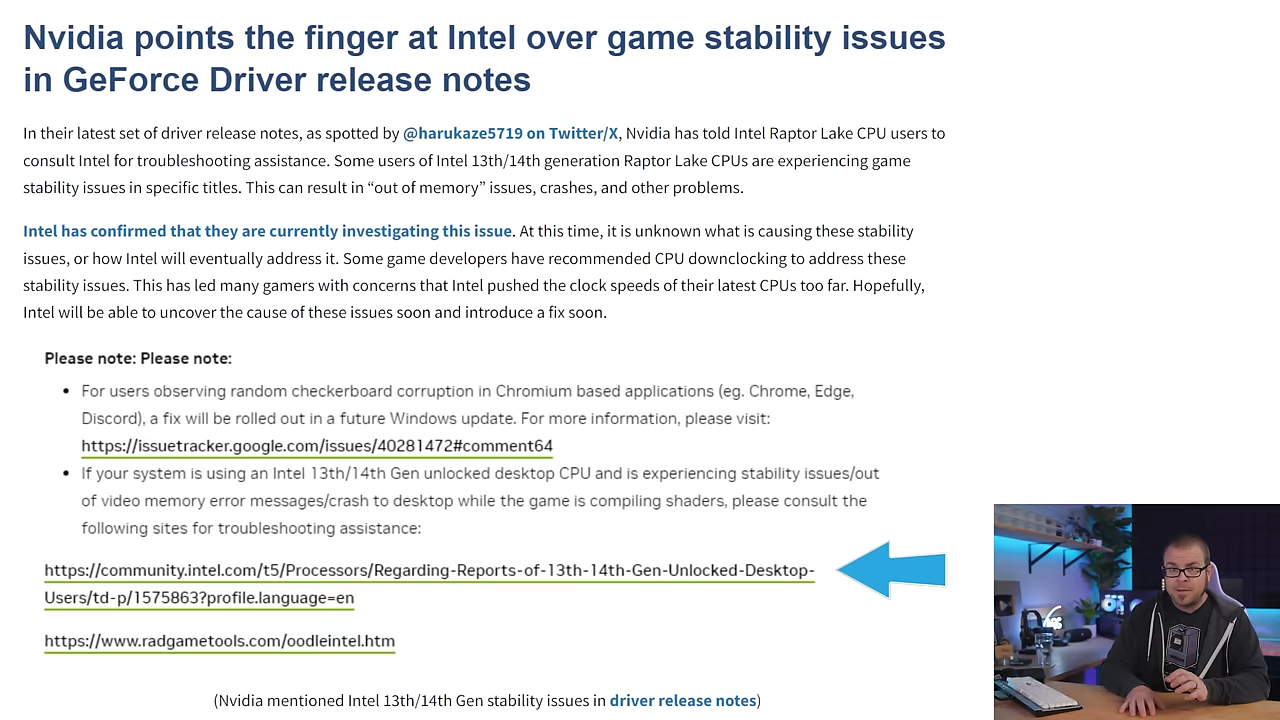 Nvidia points the finger at Intel over game stability issues
in GeForce Driver release notes
In their latest set of driver release notes, as spotted by @harukaze5719 on Twitter/X, Nvidia has told Intel Raptor Lake CPU users to
consult Intel for troubleshooting assistance. Some users of Intel 13th/14th generation Raptor Lake CPUs are experiencing game
stability issues in specific titles. This can result in “out of memory” issues, crashes, and other problems.
Intel has confirmed that they are currently investigating this issue. At this time, it is unknown what is causing these stability
issues, or how Intel will eventually address it. Some game developers have recommended CPU downclocking to address these
stability issues. This has led many gamers with concerns that Intel pushed the clock speeds of their latest CPUs too far. Hopefully,
Intel will be able to uncover the cause of these issues soon and introduce a fix soon.
Please note: Please note:
• For users observing random checkerboard corruption in Chromium based applications (eg. Chrome, Edge,
Discord), a fix will be rolled out in a future Windows update. For more information, please visit:
https://issuetracker.google.com/issues/40281472#comment64
• If your system is using an Intel 13th/14th Gen unlocked desktop CPU and is experiencing stability issues/out
of video memory error messages/crash to desktop while the game is compiling shaders, please consult the
following sites for troubleshooting assistance:
https://community.intel.com/t5/Processors/Regarding-Reports-of-13th-14th-Gen-Unlocked-Desktop-
Users/td-p/1575863?profile.language=en
https://www.radgametools.com/oodleintel.htm
(Nvidia mentioned Intel 13th/14th Gen stability issues in driver release notes)